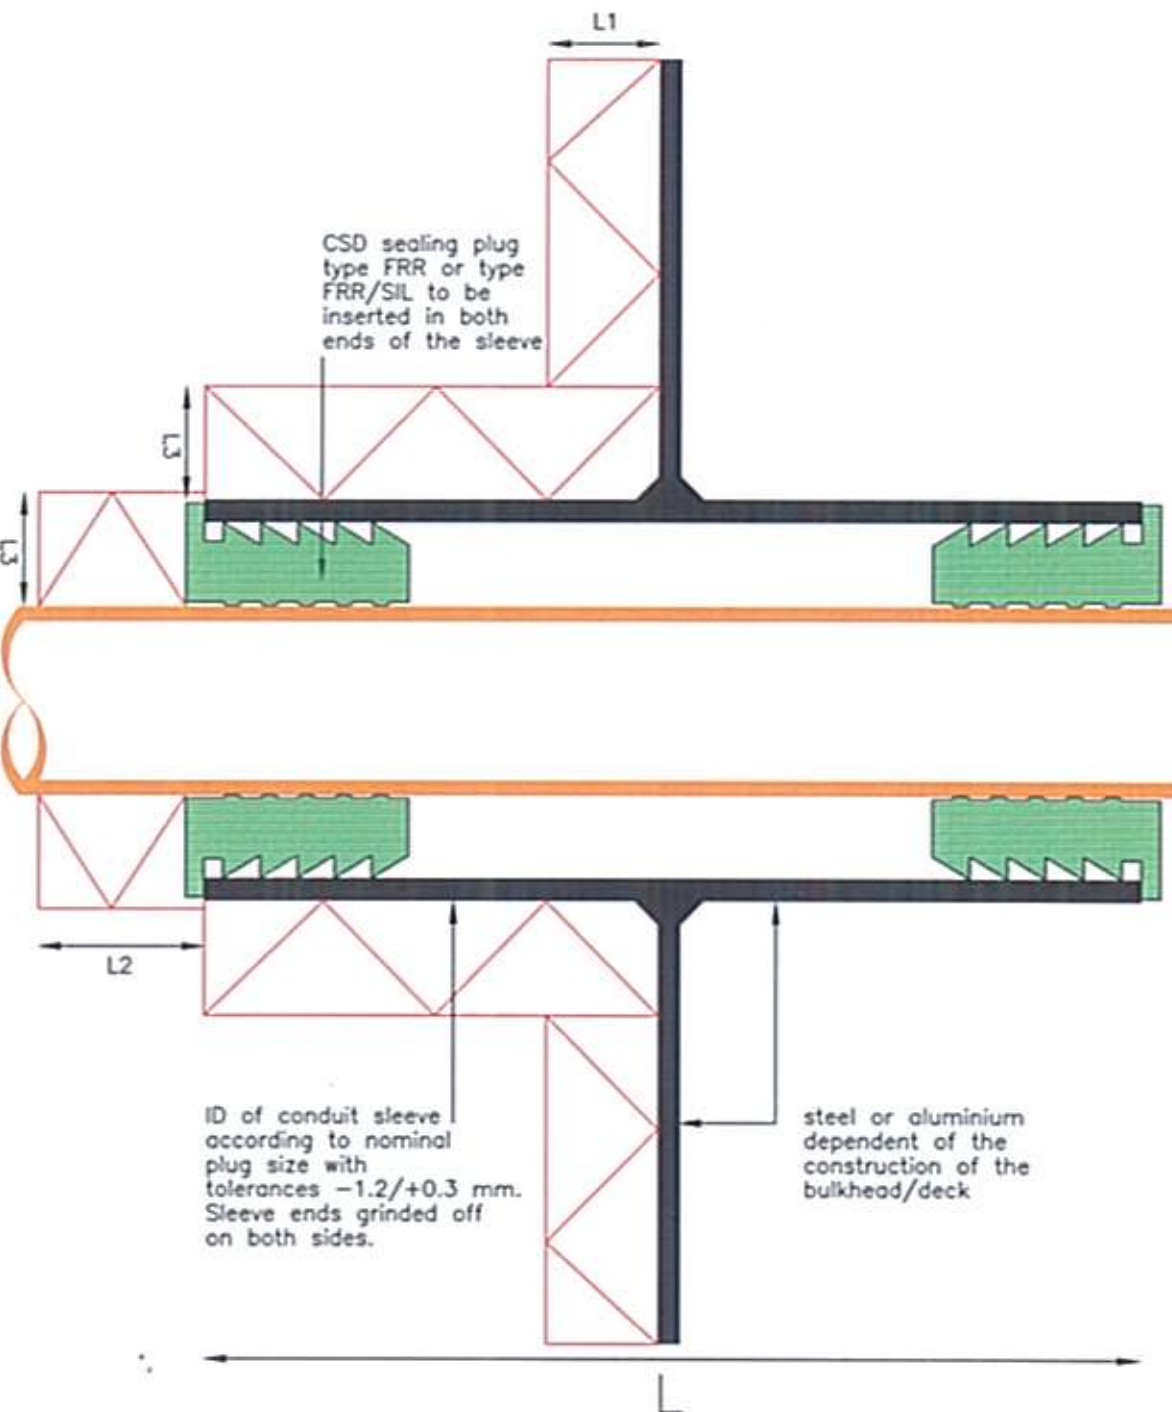 L1
CSD sealing plug
type FRR or type
FRR/SIL to be
inserted in both
ends of the sleeve
L3
L3
L2
ID of conduit sleeve
according to nominal
plug size with
tolerances -1.2/+0.3 mm.
Sleeve ends grinded off
on both sides.
steel or aluminium
dependent of the
construction of the
bulkhead/deck
L